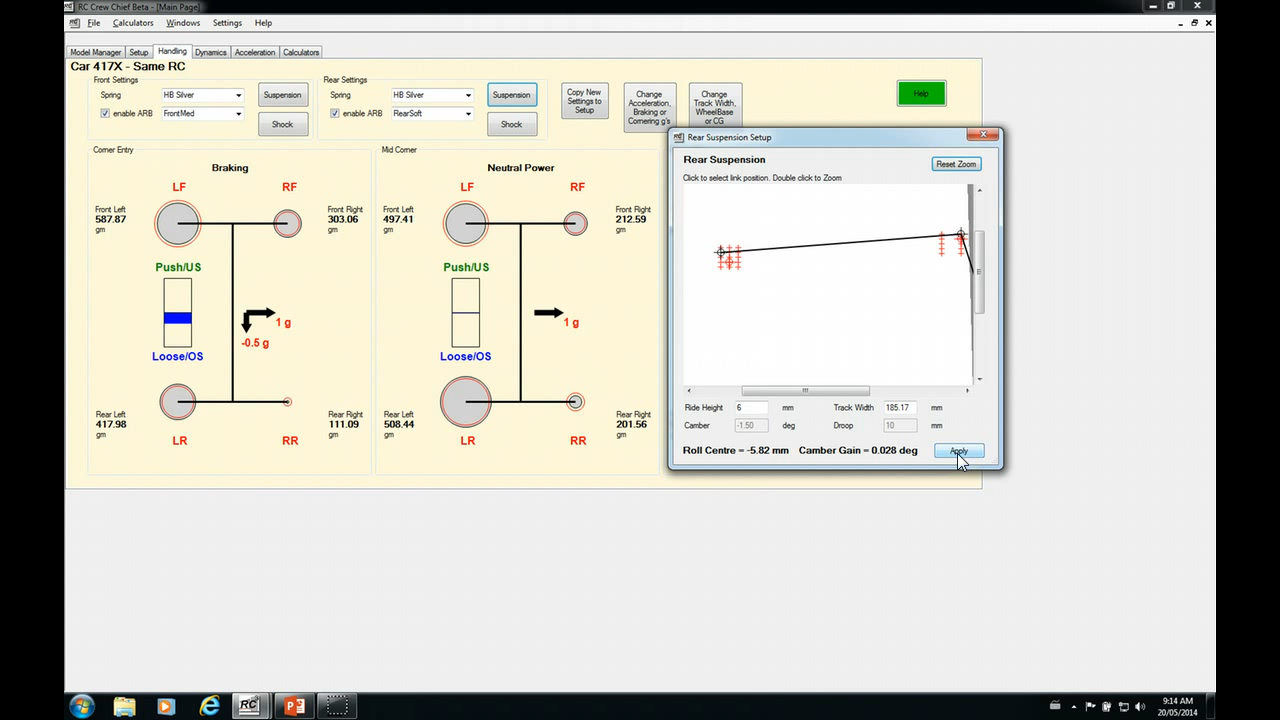 RC Crew Chief Beta - [Main Page]
File Calculators Windows Settings Help
Model Manager Setup Handling Dynamics Acceleration Calculators
Car 417X - Same RC
Front Settings
Spring HB Silver Suspension
enable ARB FrontMed Shock
Rear Settings
Spring HB Silver Suspension
enable ARB RearSoft Shock
Copy New
Settings to
Setup
Change
Acceleration,
Braking or
Cornering g's
Change
Track Width,
WheelBase
or CG
Help
Corner Entry
Braking
LF RF
Front Left
587.87
gm
Front Right
303.06
gm
Push/US
1 g
-0.5 g
Loose/OS
Rear Left
417.98
gm
Rear Right
111.09
gm
LR RR
Mid Corner
Neutral Power
LF RF
Front Left
497.41
gm
Front Right
212.59
gm
Push/US
1 g
Loose/OS
Rear Left
508.44
gm
Rear Right
201.56
gm
LR RR
Rear Suspension Setup
Rear Suspension
Reset Zoom
Click to select link position. Double click to Zoom
Ride Height 6 mm Track Width 185.17 mm
Camber -1.50 deg Droop 10 mm
Roll Centre = -5.82 mm Camber Gain = 0.028 deg Apply
9:14 AM
20/05/2014